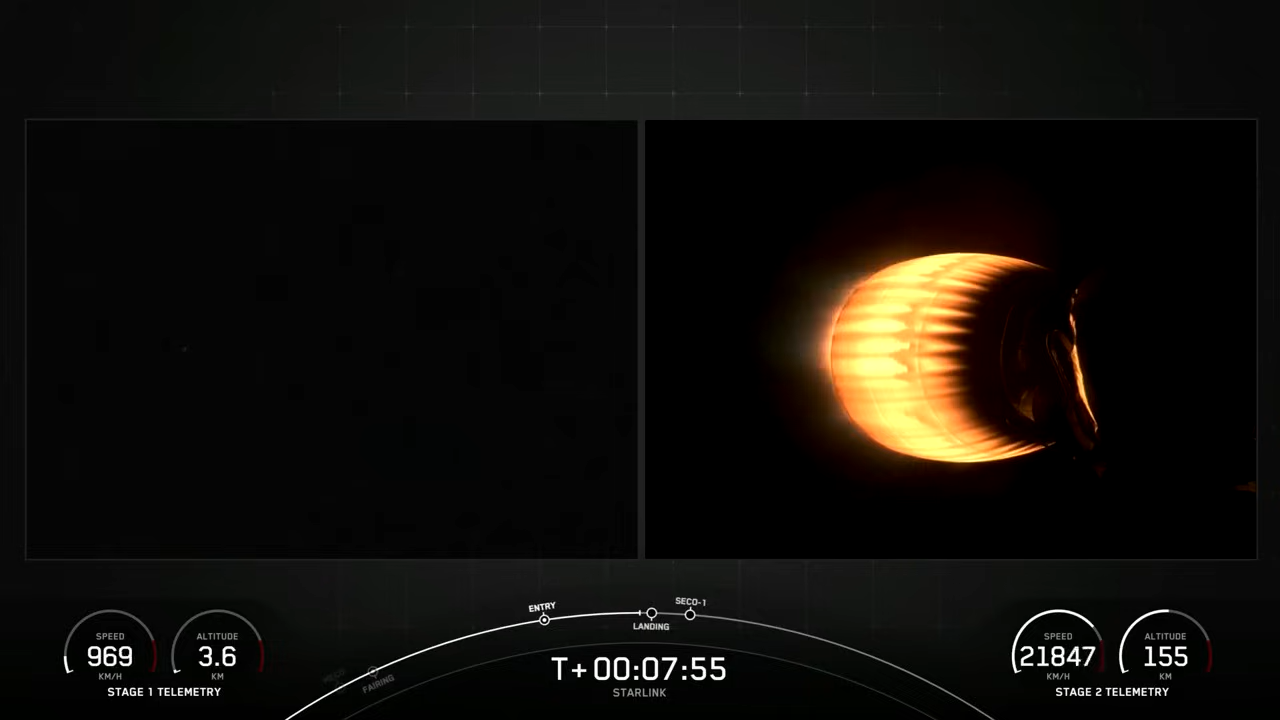 ENTRY
SECO-1
LANDING
MECO
FAIRING
SPEED
969
KM/H
ALTITUDE
3.6
KM
STAGE 1 TELEMETRY
T+00:07:55
STARLINK
SPEED
21847
KM/H
ALTITUDE
155
KM
STAGE 2 TELEMETRY